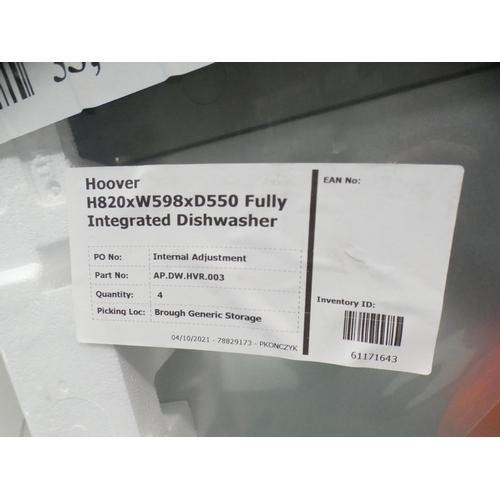 Hoover
H820xW598xD550 Fully
Integrated Dishwasher
PO No: Internal Adjustment
Part No: AP.DW.HVR.003
Quantity: 4
Picking Loc: Brough Generic Storage
04/10/2021 - 78829173 - PKONCZYK
EAN No:
Inventory ID:
61171643